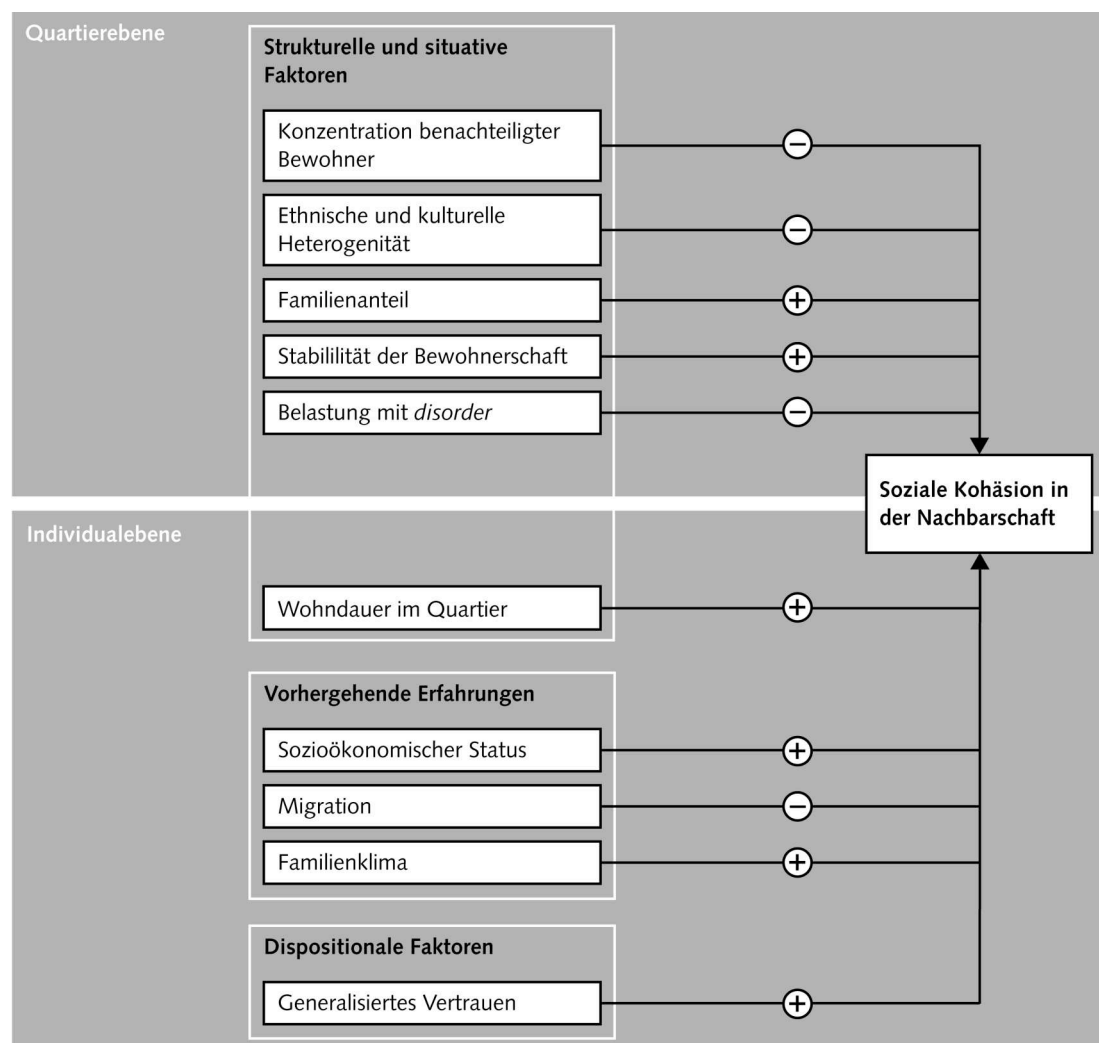 Quartierebene
Strukturelle und situative
Faktoren
Konzentration benachteiligter
Bewohner
−
Ethnische und kulturelle
Heterogenität
−
Familienanteil
+
Stabililität der Bewohnerschaft
+
Belastung mit disorder
−
Soziale Kohäsion in
der Nachbarschaft
Individualebene
Wohndauer im Quartier
+
Vorhergehende Erfahrungen
Sozioökonomischer Status
+
Migration
−
Familienklima
+
Dispositionale Faktoren
Generalisiertes Vertrauen
+